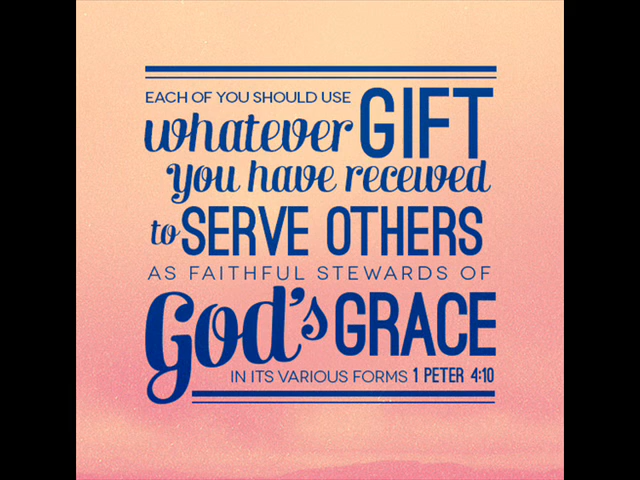 EACH OF YOU SHOULD USE
whatever GIFT
you have received
to SERVE OTHERS
AS FAITHFUL STEWARDS OF
God's GRACE
IN ITS VARIOUS FORMS 1 PETER 4:10